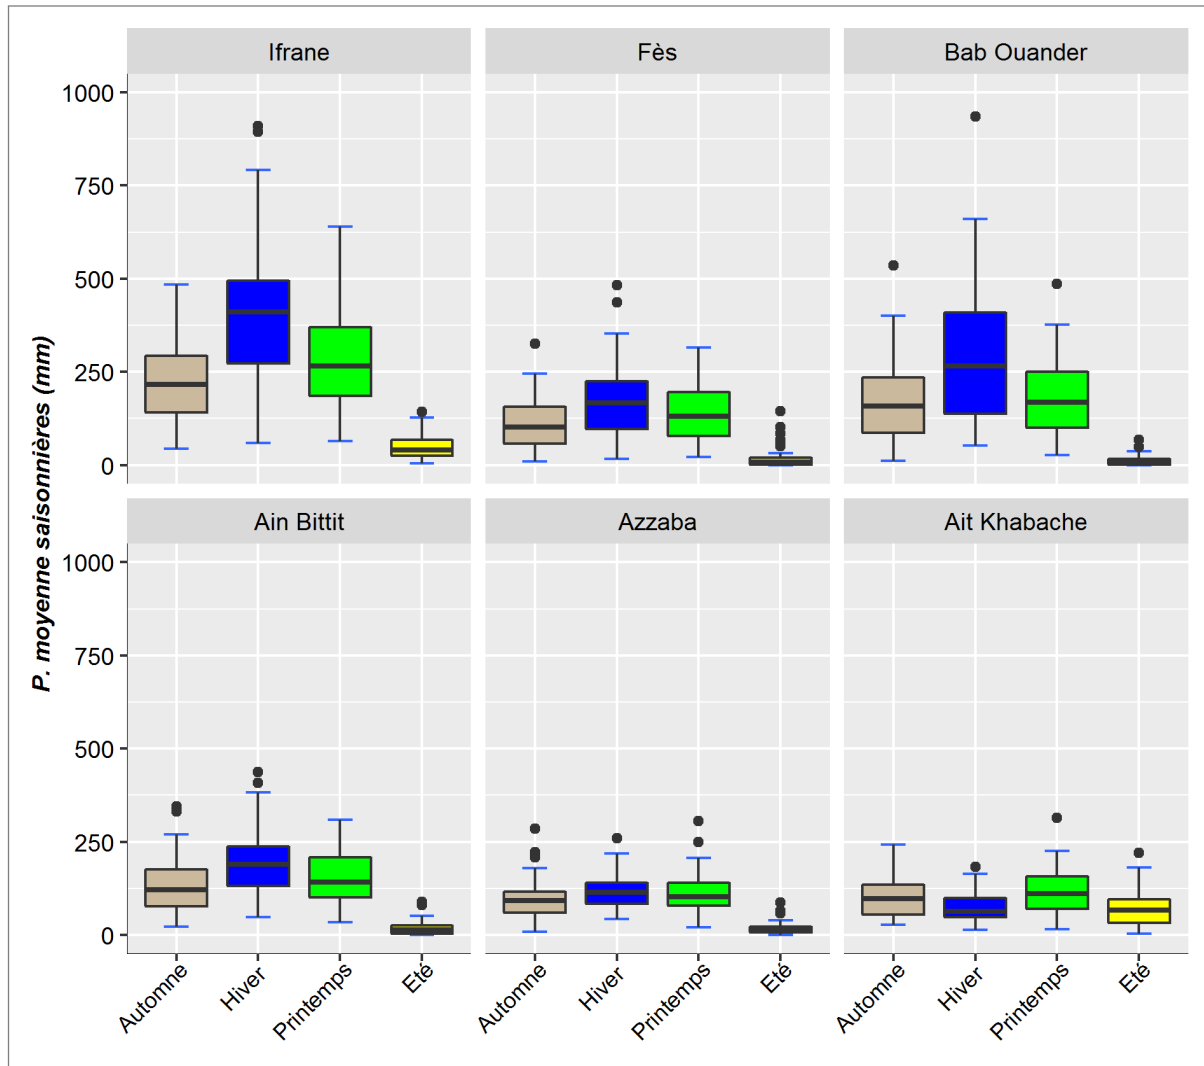 Ifrane
Fès
Bab Ouander
1000
750
500
250
0
Ain Bittit
Azzaba
Ait Khabache
1000
750
500
250
0
P. moyenne saisonnières (mm)
Automne
Hiver
Printemps
Eté
Automne
Hiver
Printemps
Eté
Automne
Hiver
Printemps
Eté